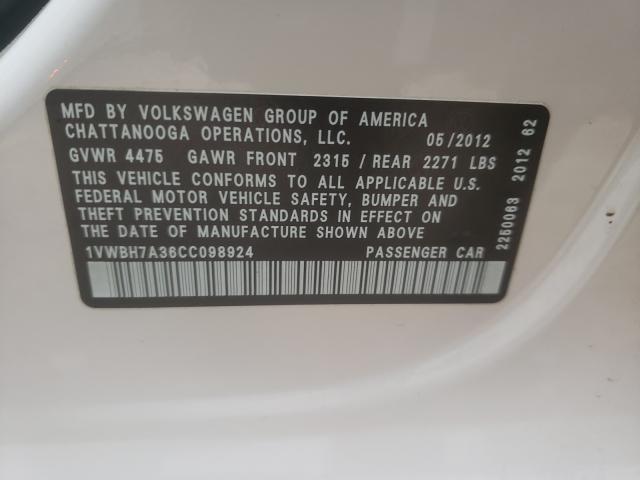 MFD BY VOLKSWAGEN GROUP OF AMERICA
CHATTANOOGA OPERATIONS, LLC. 05/2012
GVWR 4475 GAWR FRONT 2315 / REAR 2271 LBS
THIS VEHICLE CONFORMS TO ALL APPLICABLE U.S.
FEDERAL MOTOR VEHICLE SAFETY, BUMPER AND
THEFT PREVENTION STANDARDS IN EFFECT ON
THE DATE OF MANUFACTURE SHOWN ABOVE
1VWBH7A36CC098924 PASSENGER CAR
2250063 2012 62